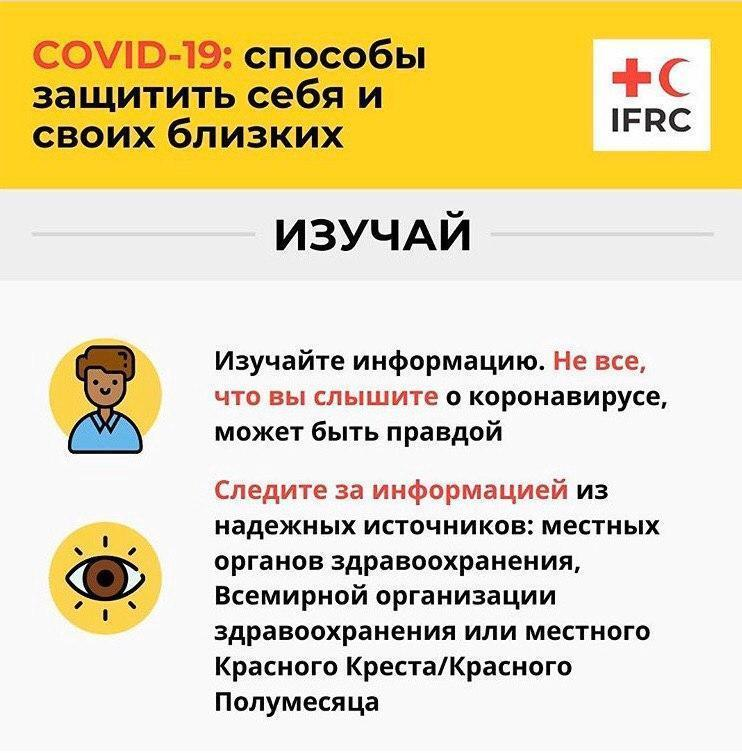 COVID-19: способы
защитить себя и
своих близких
IFRC
ИЗУЧАЙ
Изучайте информацию. Не все,
что вы слышите о коронавирусе,
может быть правдой
Следите за информацией из
надежных источников: местных
органов здравоохранения,
Всемирной организации
здравоохранения или местного
Красного Креста/Красного
Полумесяца